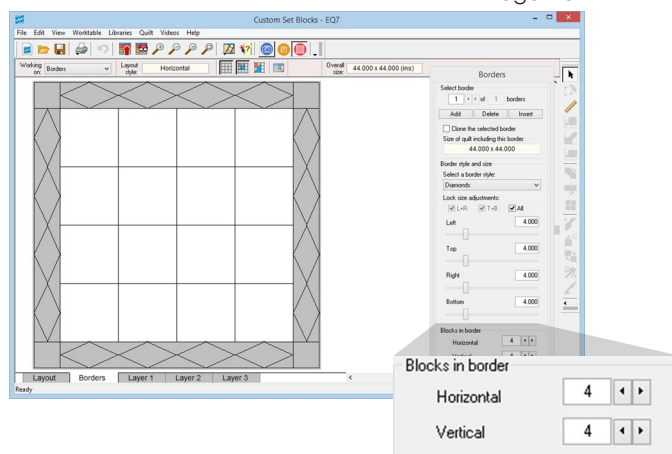 Custom Set Blocks - EQ7
File Edit View Worktable Libraries Quilt Videos Help
Working on: Borders Layout style: Horizontal Overall size: 44.000 x 44.000 (ins)
Borders
Select border
1 of 1 borders
Add Delete Insert
Clone the selected border
Size of quilt including this border:
44.000 x 44.000
Border style and size
Select a border style:
Diamonds
Lock size adjustments:
L+R T+B All
Left 4.000
Top 4.000
Right 4.000
Bottom 4.000
Blocks in border
Horizontal 4
Vertical 4
Layout Borders Layer 1 Layer 2 Layer 3
Ready
Blocks in border
Horizontal 4
Vertical 4